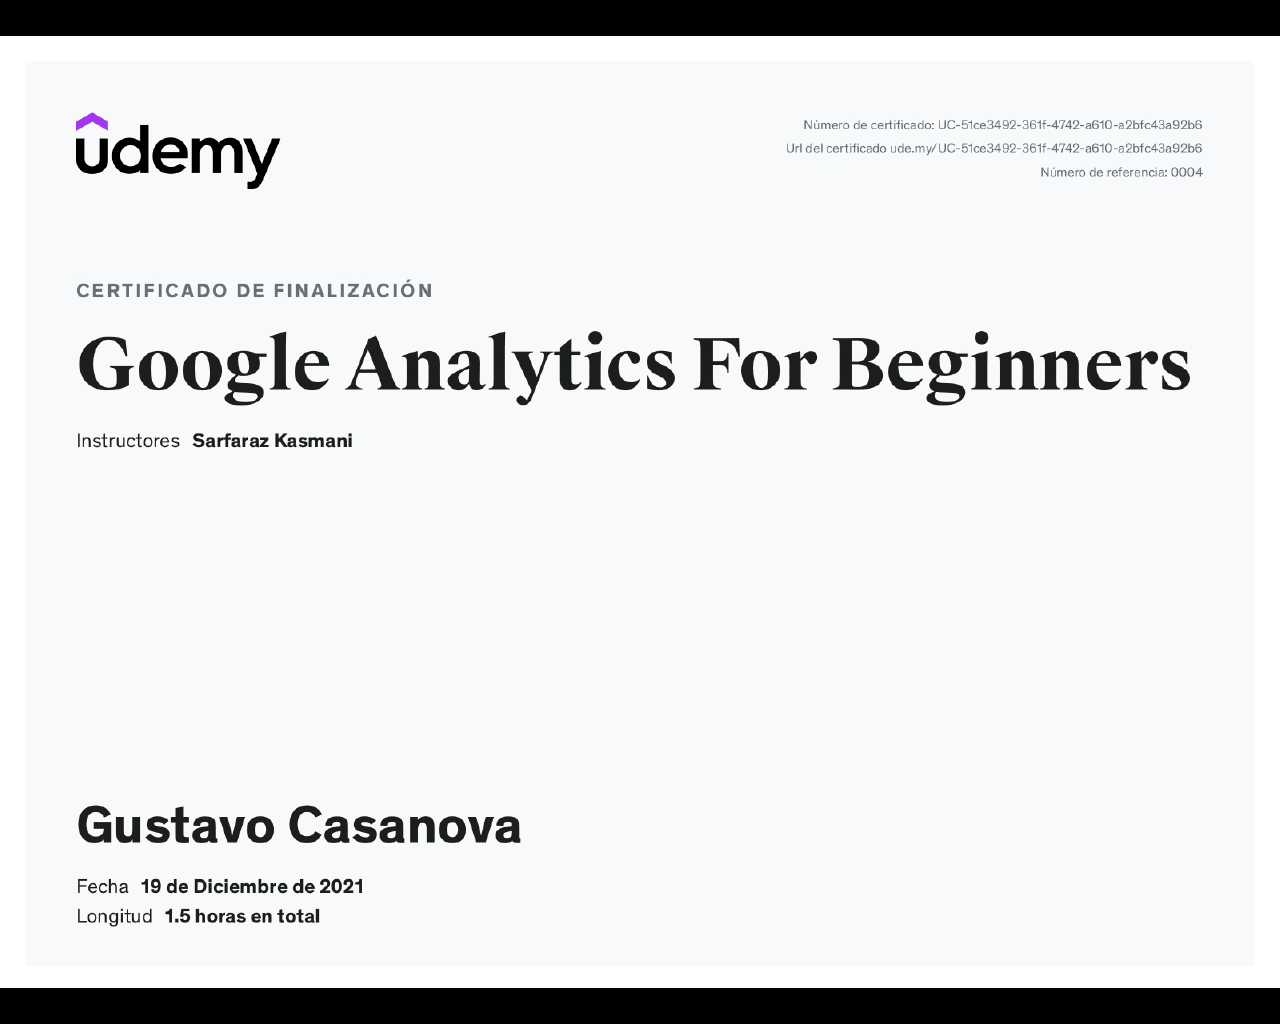 udemy
Número de certificado: UC-51ce3492-361f-4742-a610-a2bfc43a92b6
Url del certificado ude.my/UC-51ce3492-361f-4742-a610-a2bfc43a92b6
Número de referencia: 0004
CERTIFICADO DE FINALIZACIÓN
Google Analytics For Beginners
Instructores Sarfaraz Kasmani
Gustavo Casanova
Fecha 19 de Diciembre de 2021
Longitud 1.5 horas en total